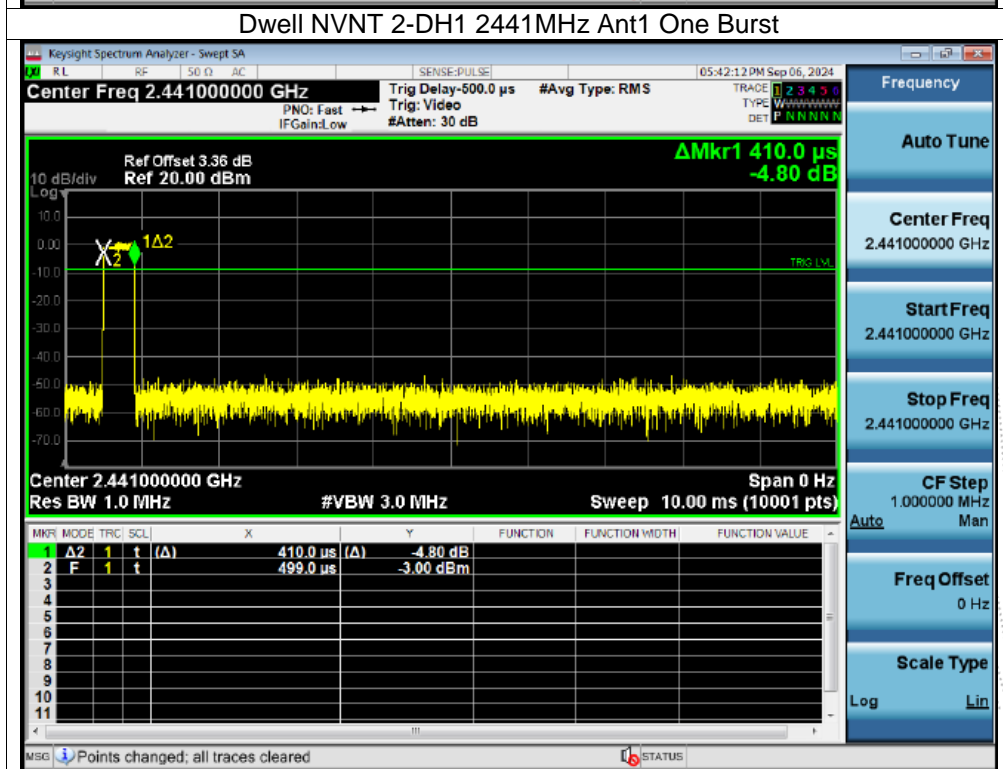 Dwell NVNT 2-DH1 2441MHz Ant1 One Burst
Keysight Spectrum Analyzer - Swept SA
LXI RL RF 50 Ω AC SENSE:PULSE 05:42:12 PM Sep 06, 2024
Center Freq 2.441000000 GHz Trig Delay-500.0 µs #Avg Type: RMS TRACE 1 2 3 4 5 6
PNO: Fast Trig: Video TYPE WWWWWW
IFGain:Low #Atten: 30 dB DET P N N N N N
Frequency
Auto Tune
Center Freq
2.441000000 GHz
Start Freq
2.441000000 GHz
Stop Freq
2.441000000 GHz
CF Step
1.000000 MHz
Auto Man
Freq Offset
0 Hz
Scale Type
Log Lin
ΔMkr1 410.0 µs
-4.80 dB
Ref Offset 3.36 dB
10 dB/div Ref 20.00 dBm
Log
10.0
0.00
-10.0
-20.0
-30.0
-40.0
-50.0
-60.0
-70.0
1Δ2
2
TRIG LVL
Center 2.441000000 GHz Span 0 Hz
Res BW 1.0 MHz #VBW 3.0 MHz Sweep 10.00 ms (10001 pts)
MKR MODE TRC SCL X Y FUNCTION FUNCTION WIDTH FUNCTION VALUE
1 Δ2 1 t (Δ) 410.0 µs (Δ) -4.80 dB
2 F 1 t 499.0 µs -3.00 dBm
3
4
5
6
7
8
9
10
11
MSG Points changed; all traces cleared STATUS